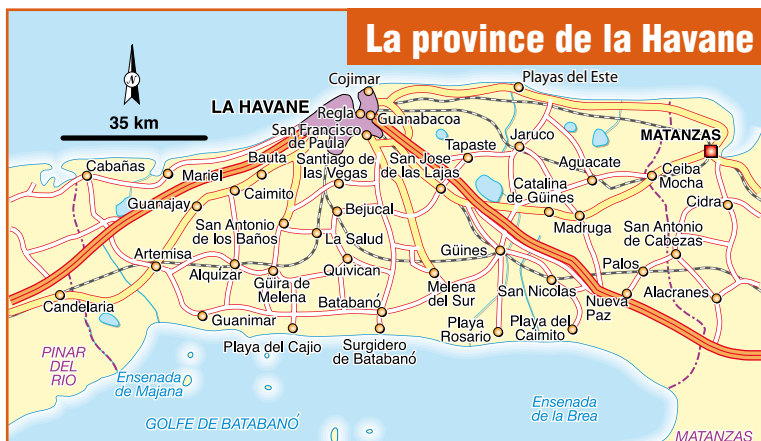 La province de la Havane
N
35 km
Cojimar
Playas del Este
LA HAVANE
Regla
Guanabacoa
San Francisco
de Paula
Jaruco
MATANZAS
Tapaste
Cabañas
Mariel
Bauta
Santiago de
las Vegas
San Jose
de las Lajas
Aguacate
Ceiba
Mocha
Caimito
Catalina
de Güines
Cidra
Guanajay
Bejucal
Madruga
San Antonio
de los Baños
San Antonio
de Cabezas
La Salud
Artemisa
Güines
Alquizar
Quivican
Palos
Güira de
Melena
Melena
del Sur
San Nicolas
Nueva
Paz
Alacranes
Candelaria
Batabanó
Guanimar
Playa
Rosario
Playa del
Caimito
Playa del Cajio
Surgidero
de Batabanó
PINAR
DEL
RIO
Ensenada
de Majana
Ensenada
de la Brea
GOLFE DE BATABANÓ
MATANZAS